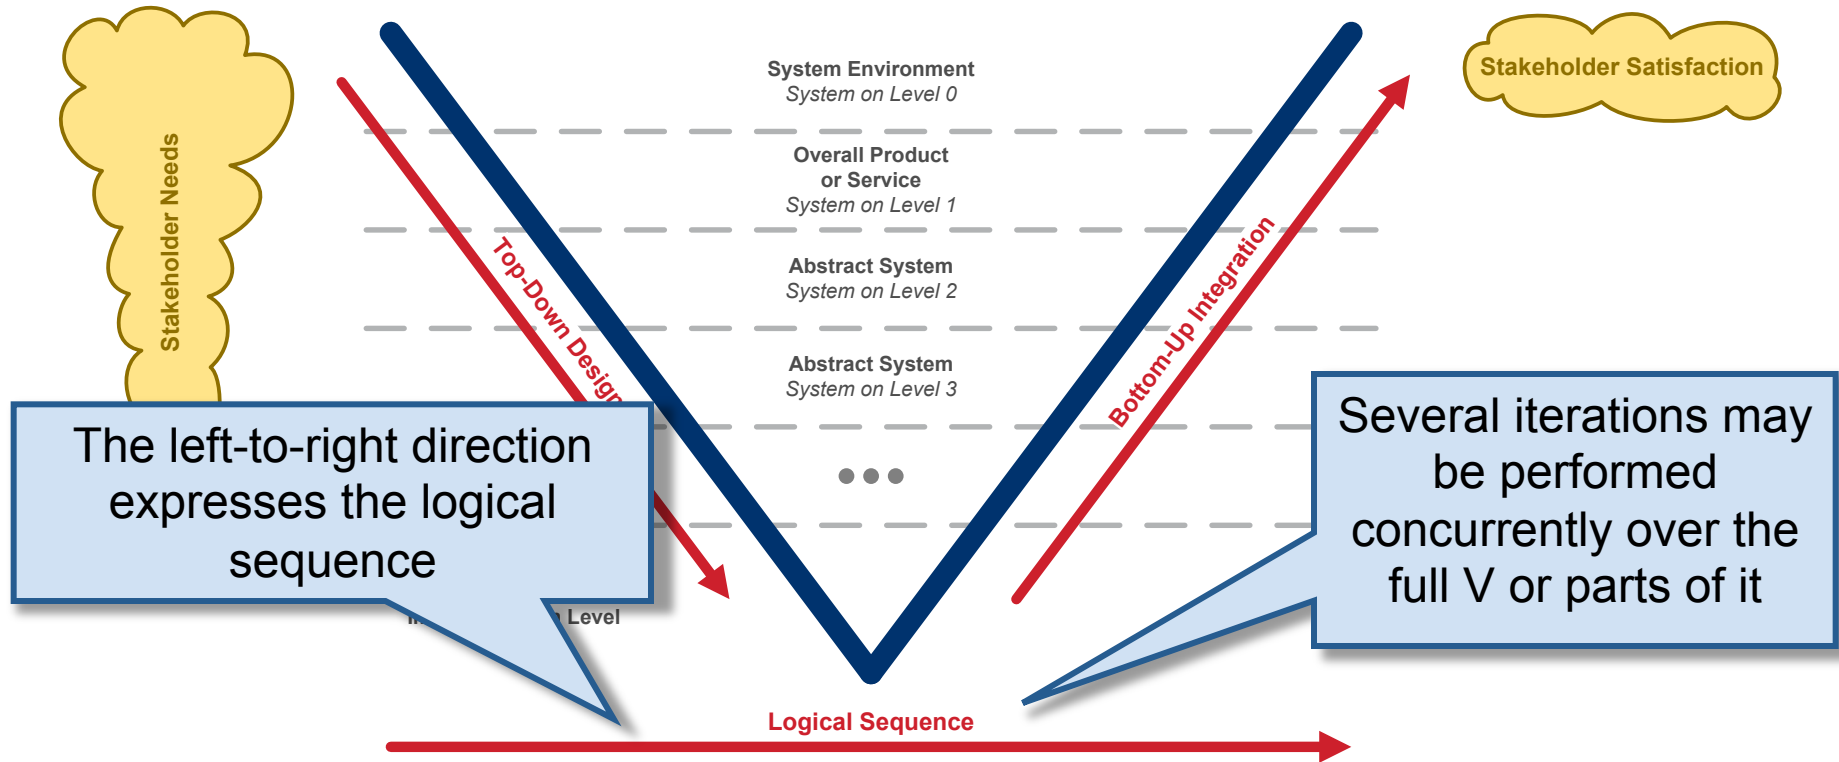 System Environment
System on Level 0
Stakeholder Satisfaction
Overall Product
or Service
System on Level 1
Stakeholder Needs
Top-Down Design
Bottom-Up Integration
Abstract System
System on Level 2
Abstract System
System on Level 3
The left-to-right direction
expresses the logical
sequence
Several iterations may
be performed
concurrently over the
full V or parts of it
Level
Logical Sequence